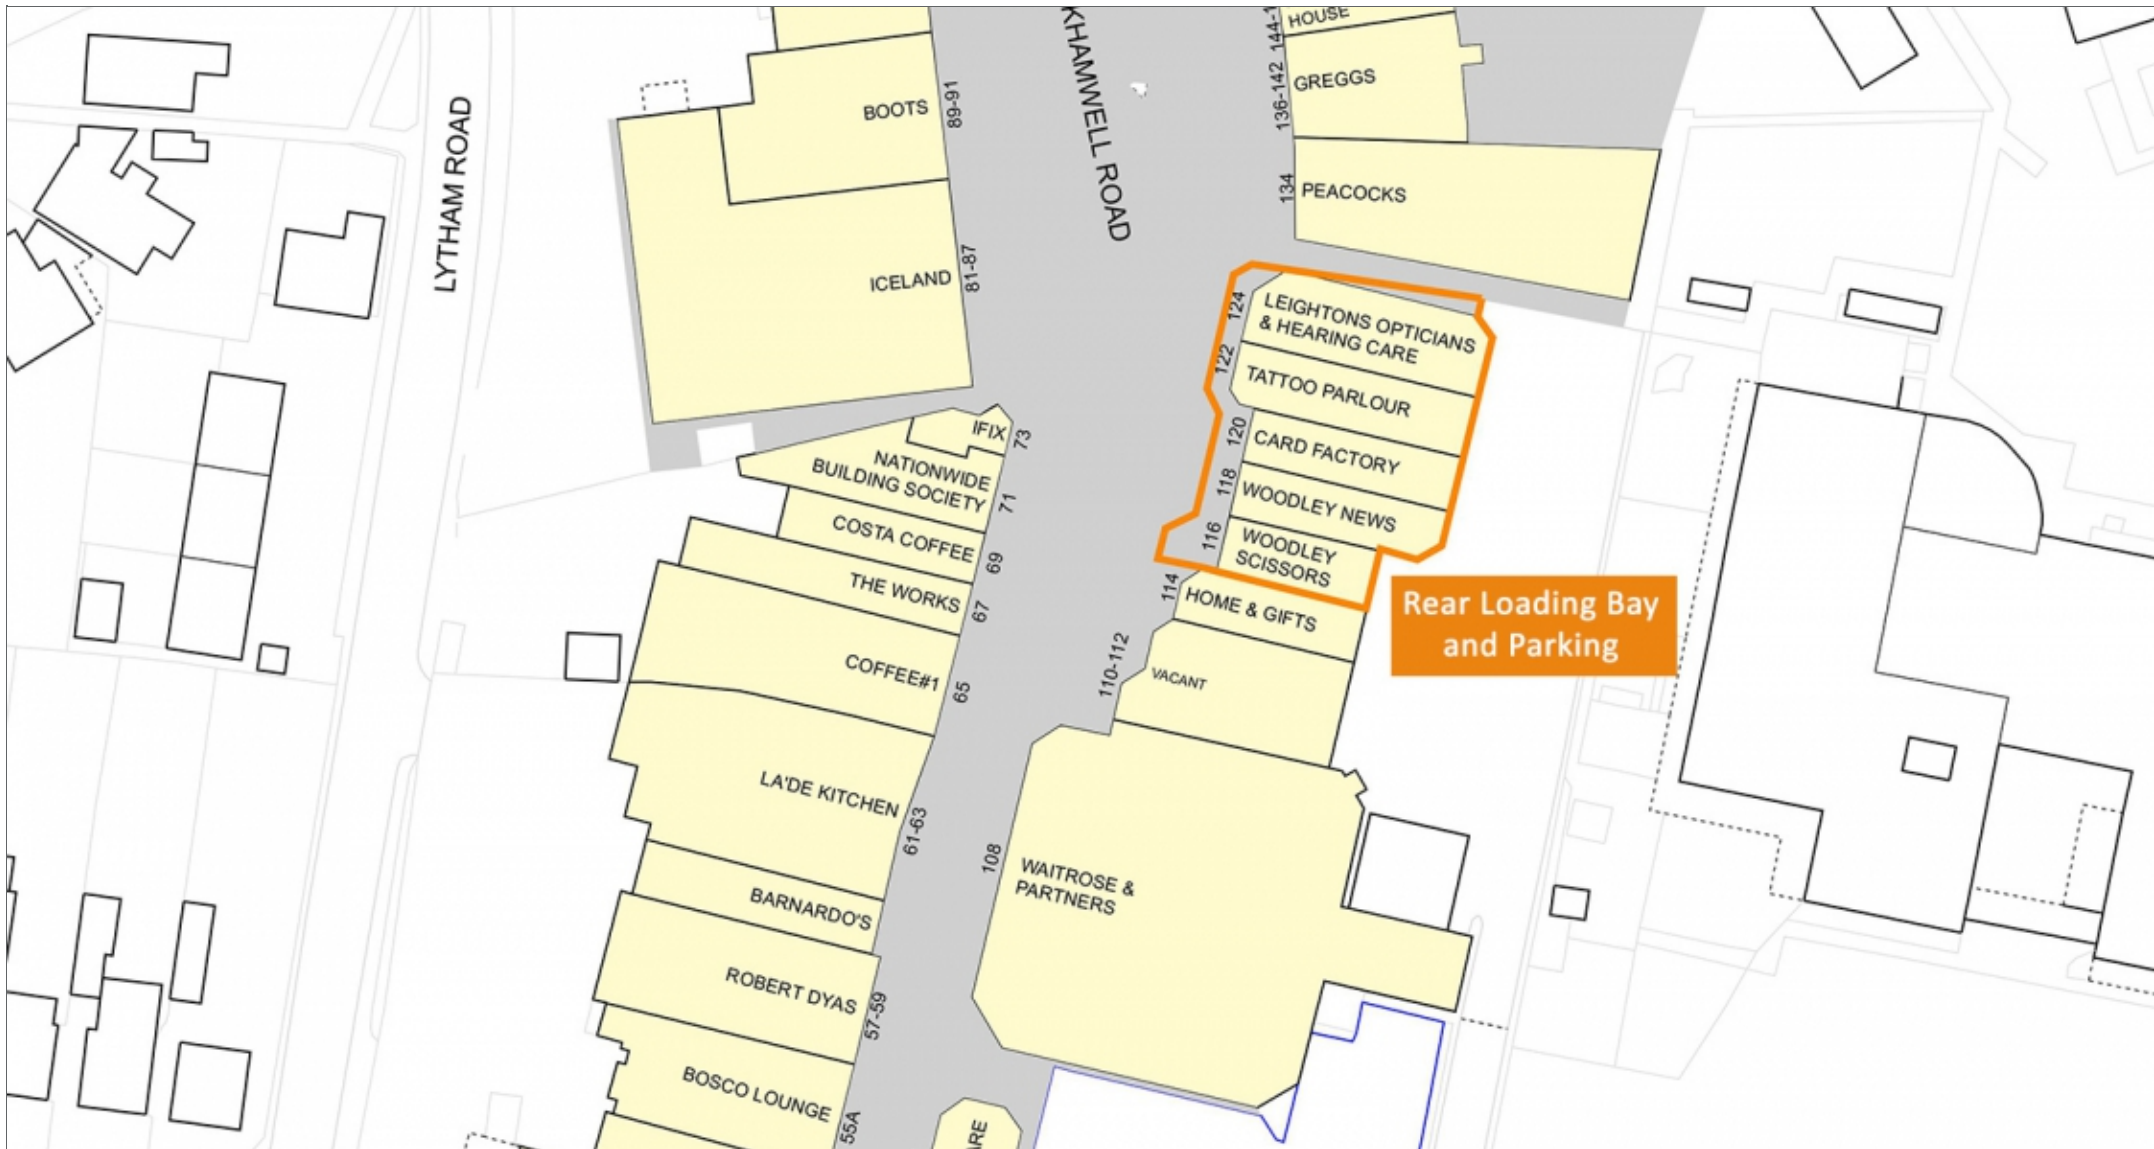 LYTHAM ROAD
KHAMWELL ROAD
BOOTS
89-91
ICELAND
81-87
IFIX
73
NATIONWIDE
BUILDING SOCIETY
71
COSTA COFFEE
69
THE WORKS
67
COFFEE#1
65
LA'DE KITCHEN
61-63
BARNARDO'S
ROBERT DYAS
57-59
BOSCO LOUNGE
55A
HOUSE
144-1
GREGGS
136-142
PEACOCKS
134
LEIGHTONS OPTICIANS
& HEARING CARE
124
TATTOO PARLOUR
122
CARD FACTORY
120
WOODLEY NEWS
118
WOODLEY
SCISSORS
116
HOME & GIFTS
114
VACANT
110-112
WAITROSE &
PARTNERS
108
ARE
Rear Loading Bay
and Parking